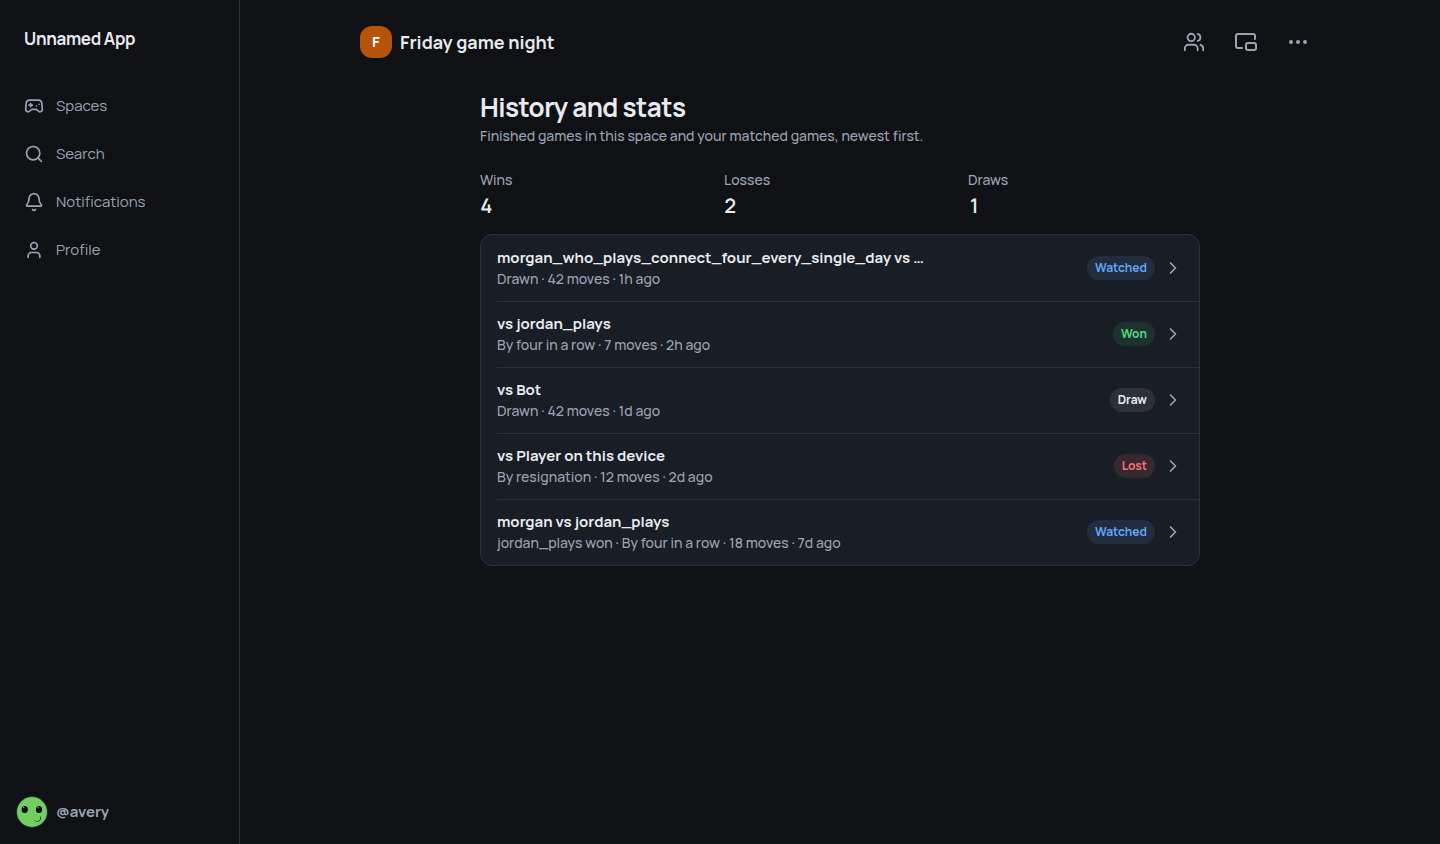 Unnamed App
Spaces
Search
Notifications
Profile
@avery
F Friday game night
History and stats
Finished games in this space and your matched games, newest first.
Wins Losses Draws
4 2 1
morgan_who_plays_connect_four_every_single_day vs …
Drawn · 42 moves · 1h ago
Watched
vs jordan_plays
By four in a row · 7 moves · 2h ago
Won
vs Bot
Drawn · 42 moves · 1d ago
Draw
vs Player on this device
By resignation · 12 moves · 2d ago
Lost
morgan vs jordan_plays
jordan_plays won · By four in a row · 18 moves · 7d ago
Watched